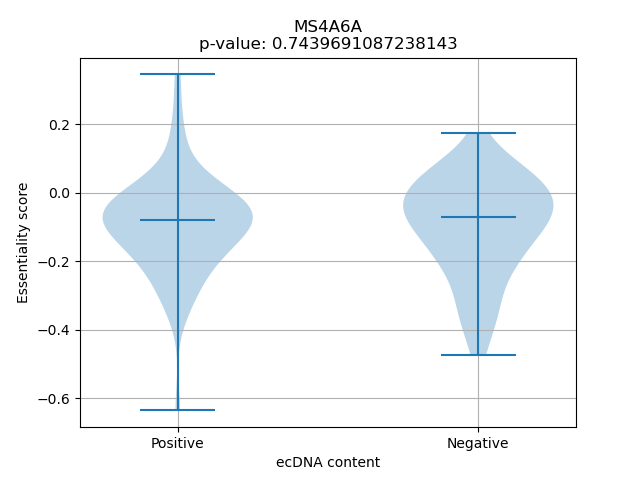 MS4A6A
p-value: 0.7439691087238143
Essentiality score
0.2
0.0
−0.2
−0.4
−0.6
Positive
Negative
ecDNA content